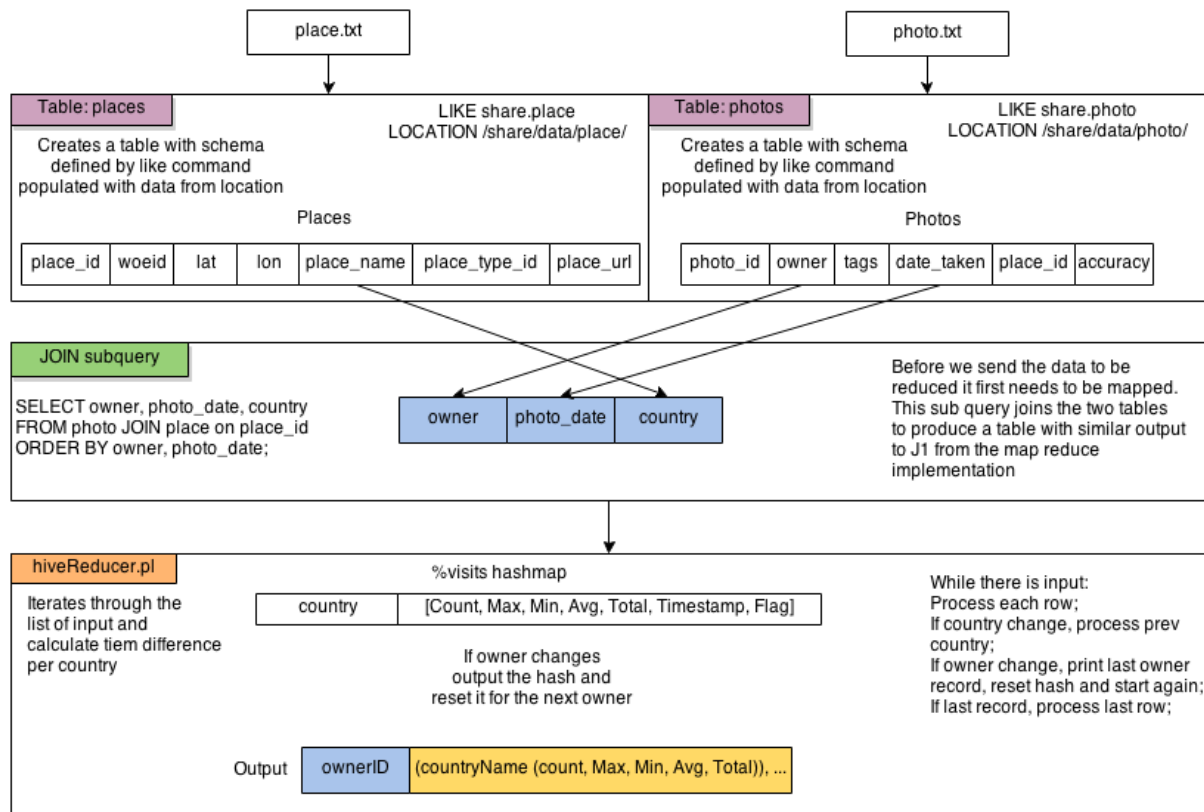 place.txt
photo.txt
Table: places
LIKE share.place
LOCATION /share/data/place/
Creates a table with schema
defined by like command
populated with data from location
Places
place_id woeid lat lon place_name place_type_id place_url
Table: photos
LIKE share.photo
LOCATION /share/data/photo/
Creates a table with schema
defined by like command
populated with data from location
Photos
photo_id owner tags date_taken place_id accuracy
JOIN subquery
SELECT owner, photo_date, country
FROM photo JOIN place on place_id
ORDER BY owner, photo_date;
owner photo_date country
Before we send the data to be
reduced it first needs to be mapped.
This sub query joins the two tables
to produce a table with similar output
to J1 from the map reduce
implementation
hiveReducer.pl
Iterates through the
list of input and
calculate tiem difference
per country
%visits hashmap
country [Count, Max, Min, Avg, Total, Timestamp, Flag]
If owner changes
output the hash and
reset it for the next owner
While there is input:
Process each row;
If country change, process prev
country;
If owner change, print last owner
record, reset hash and start again;
If last record, process last row;
Output ownerID (countryName (count, Max, Min, Avg, Total)), ...